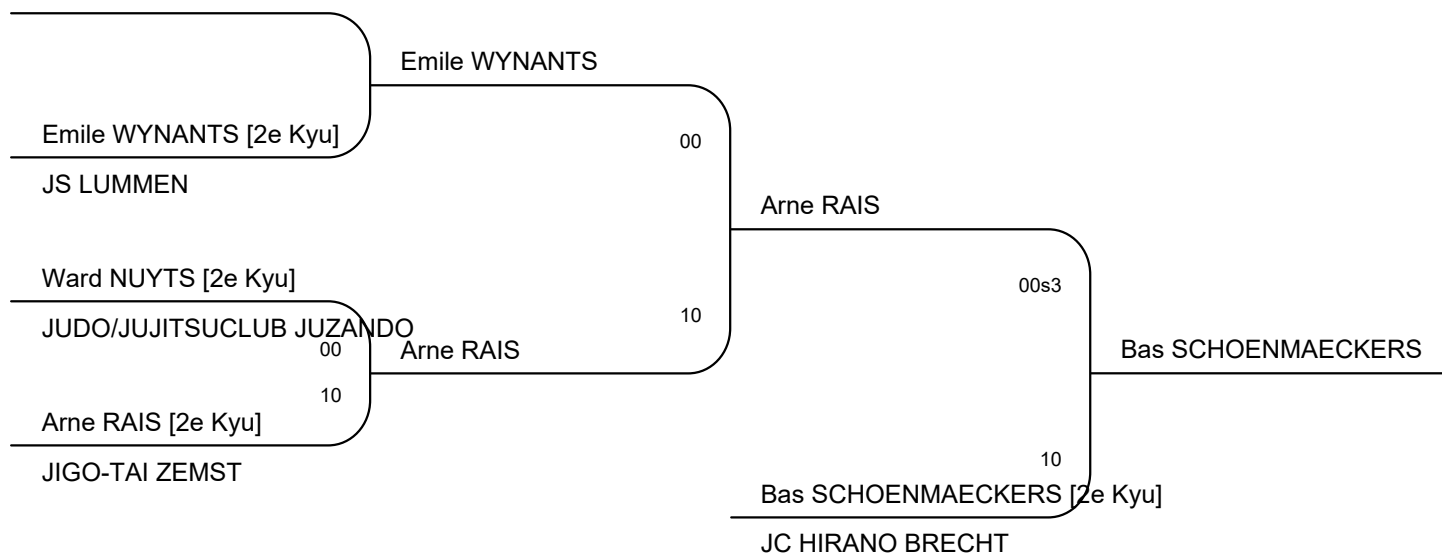 Emile WYNANTS
Emile WYNANTS [2e Kyu]
00
JS LUMMEN
Arne RAIS
Ward NUYTS [2e Kyu]
00s3
JUDO/JUJITSUCLUB JUZANDO
10
00
Arne RAIS
Bas SCHOENMAECKERS
10
Arne RAIS [2e Kyu]
10
JIGO-TAI ZEMST
Bas SCHOENMAECKERS [2e Kyu]
JC HIRANO BRECHT